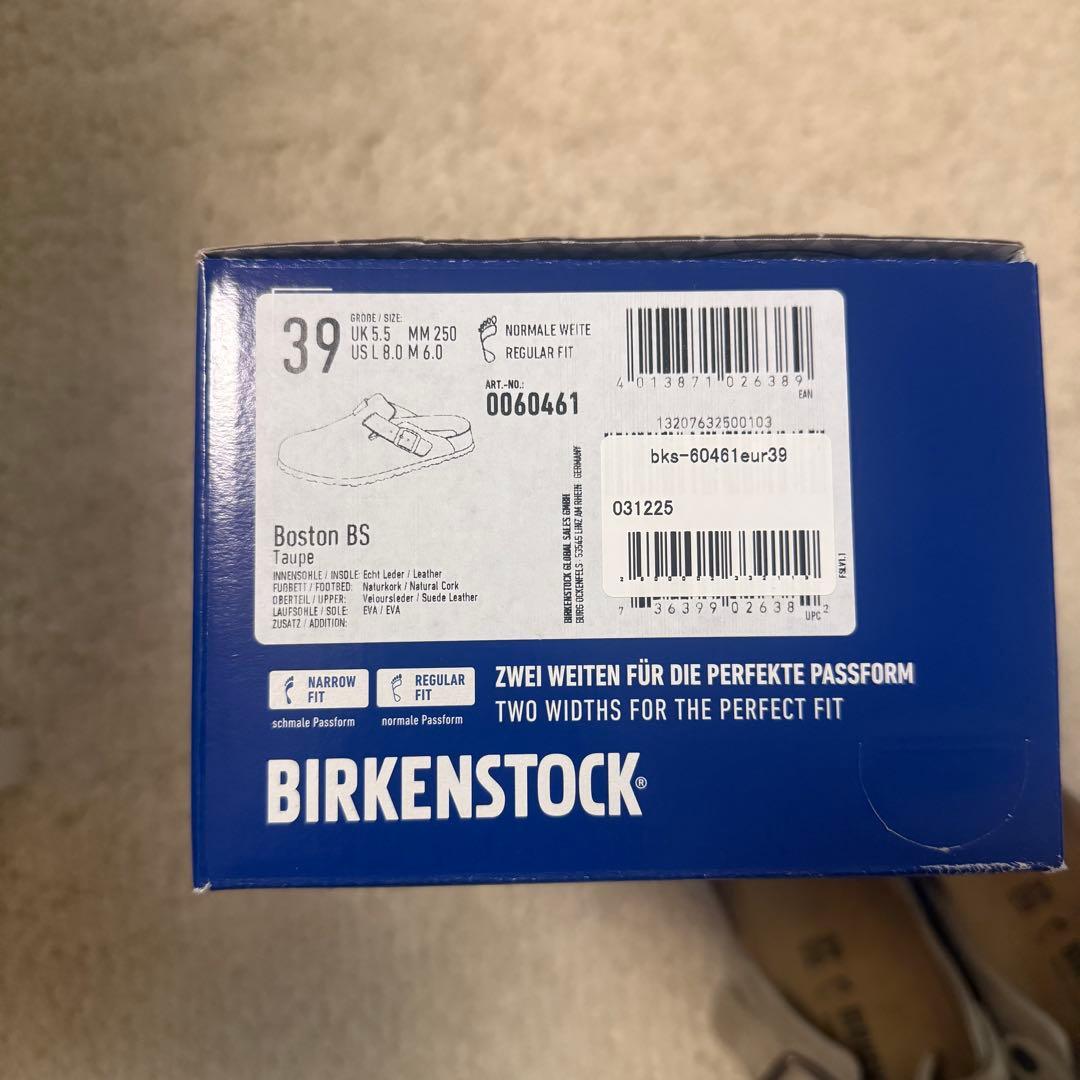 39
GRÖßE / SIZE:
UK 5.5 MM 250
US L 8.0 M 6.0
NORMALE WEITE
REGULAR FIT
ART.-NO.:
0060461
4 013871 026389
EAN
13207632500103
bks-60461eur39
031225
7 36399 02638 2
UPC
FSLV1.1
BIRKENSTOCK GLOBAL SALES GMBH
BURG OCKENFELS · 53545 LINZ AM RHEIN GERMANY
Boston BS
Taupe
INNENSOHLE / INSOLE: Echt Leder / Leather
FUßBETT / FOOTBED: Naturkork / Natural Cork
OBERTEIL / UPPER: Veloursleder / Suede Leather
LAUFSOHLE / SOLE: EVA / EVA
ZUSATZ / ADDITION:
NARROW
FIT
schmale Passform
REGULAR
FIT
normale Passform
ZWEI WEITEN FÜR DIE PERFEKTE PASSFORM
TWO WIDTHS FOR THE PERFECT FIT
BIRKENSTOCK®